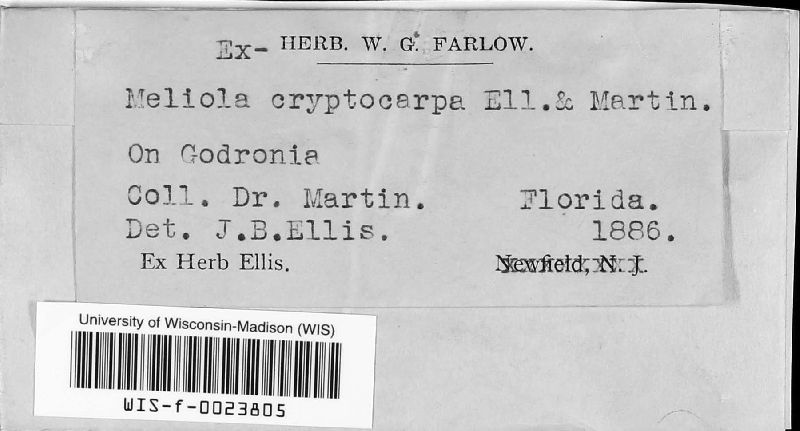 Ex- HERB. W. G. FARLOW.
Meliola cryptocarpa Ell.& Martin.
On Godronia
Coll. Dr. Martin. Florida.
Det. J.B.Ellis. 1886.
Ex Herb Ellis. Newfield, N. J.
University of Wisconsin-Madison (WIS)
WIS-f-0023805